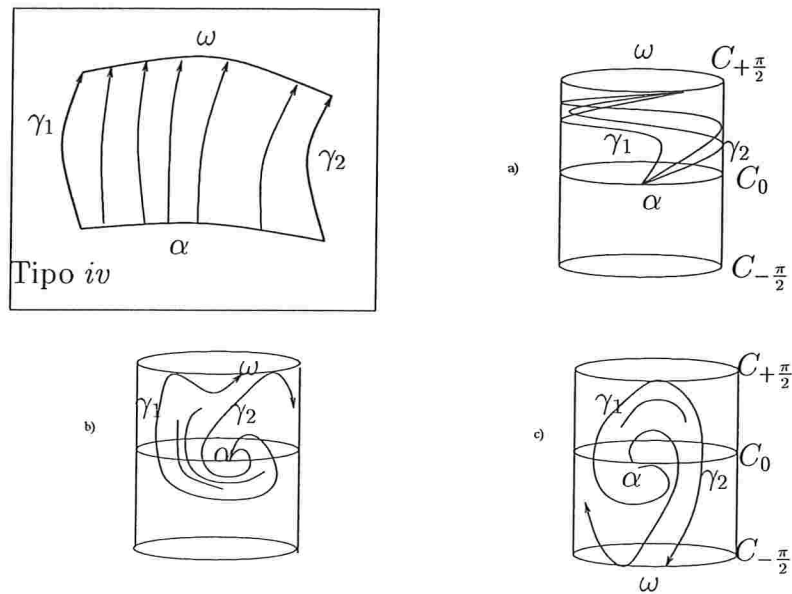 ω
γ₁
γ₂
α
Tipo iv
a)
ω
C₊π/2
γ₁
γ₂
C₀
α
C₋π/2
b)
ω
γ₁
γ₂
α
c)
C₊π/2
γ₁
C₀
α
γ₂
C₋π/2
ω